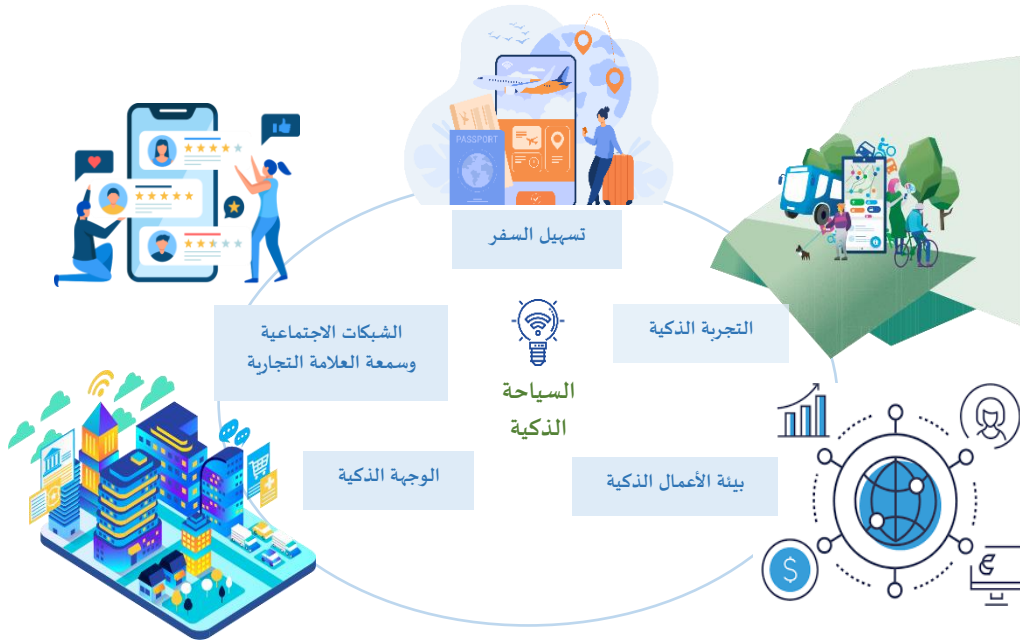 PASSPORT
تسهيل السفر
التجربة الذكية
الشبكات الاجتماعية
وسمعة العلامة التجارية
السياحة
الذكية
الوجهة الذكية
بيئة الأعمال الذكية
$